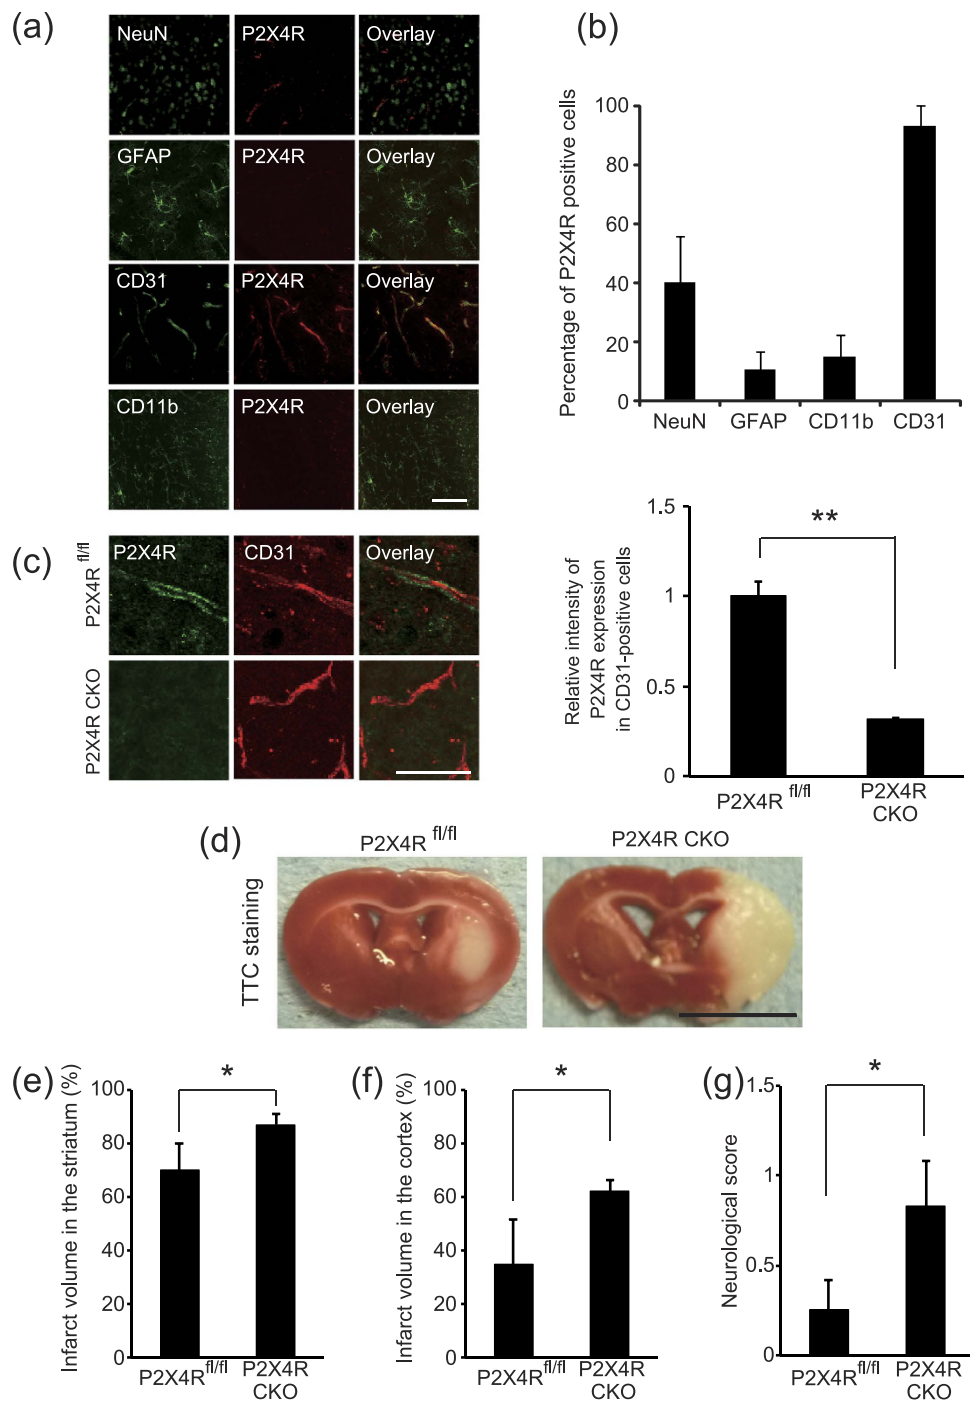 (a)
NeuN P2X4R Overlay
GFAP P2X4R Overlay
CD31 P2X4R Overlay
CD11b P2X4R Overlay
(b)
Percentage of P2X4R positive cells
100
80
60
40
20
0
NeuN GFAP CD11b CD31
(c)
P2X4R fl/fl
P2X4R CD31 Overlay
P2X4R CKO
Relative intensity of
P2X4R expression
in CD31-positive cells
1.5
1
0.5
0
**
P2X4R fl/fl P2X4R
CKO
(d)
P2X4R fl/fl P2X4R CKO
TTC staining
(e)
Infarct volume in the striatum (%)
100
80
60
40
20
0
*
P2X4R fl/fl P2X4R
CKO
(f)
Infarct volume in the cortex (%)
100
80
60
40
20
0
*
P2X4R fl/fl P2X4R
CKO
(g)
Neurological score
1.5
1
0.5
0
*
P2X4R fl/fl P2X4R
CKO